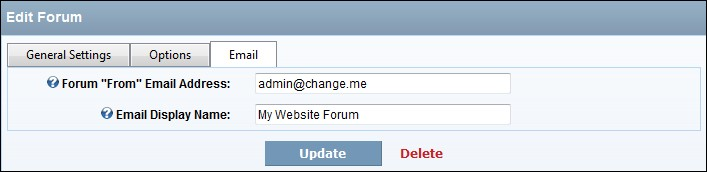 Edit Forum
General Settings Options Email
Forum "From" Email Address: admin@change.me
Email Display Name: My Website Forum
Update Delete